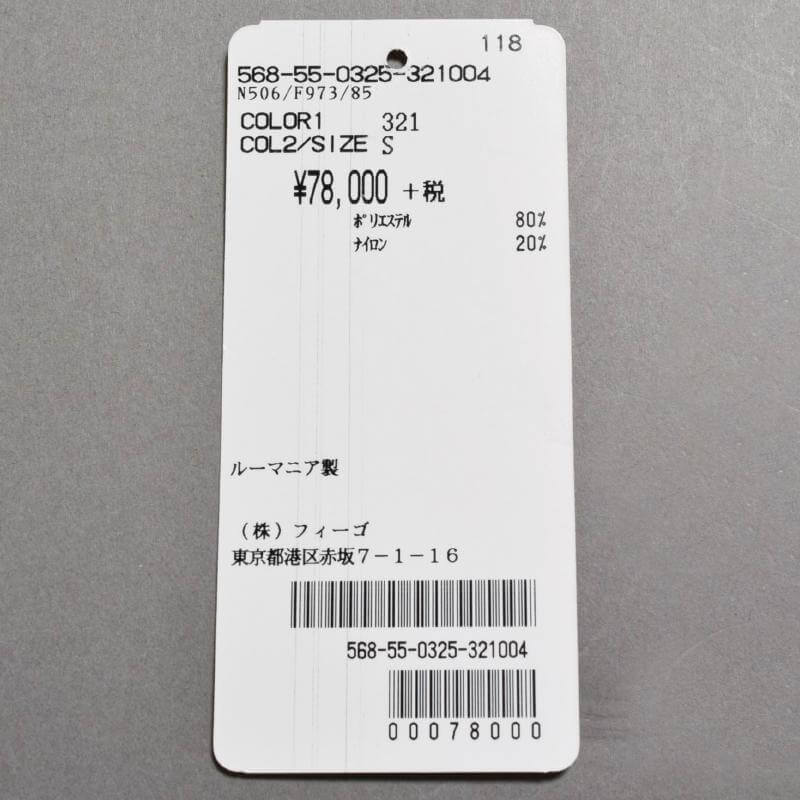 118
568-55-0325-321004
N506/F973/85
COLOR1 321
COL2/SIZE S
¥78,000 +税
ポリエステル 80%
ナイロン 20%
ルーマニア製
(株)フィーゴ
東京都港区赤坂7-1-16
568-55-0325-321004
00078000